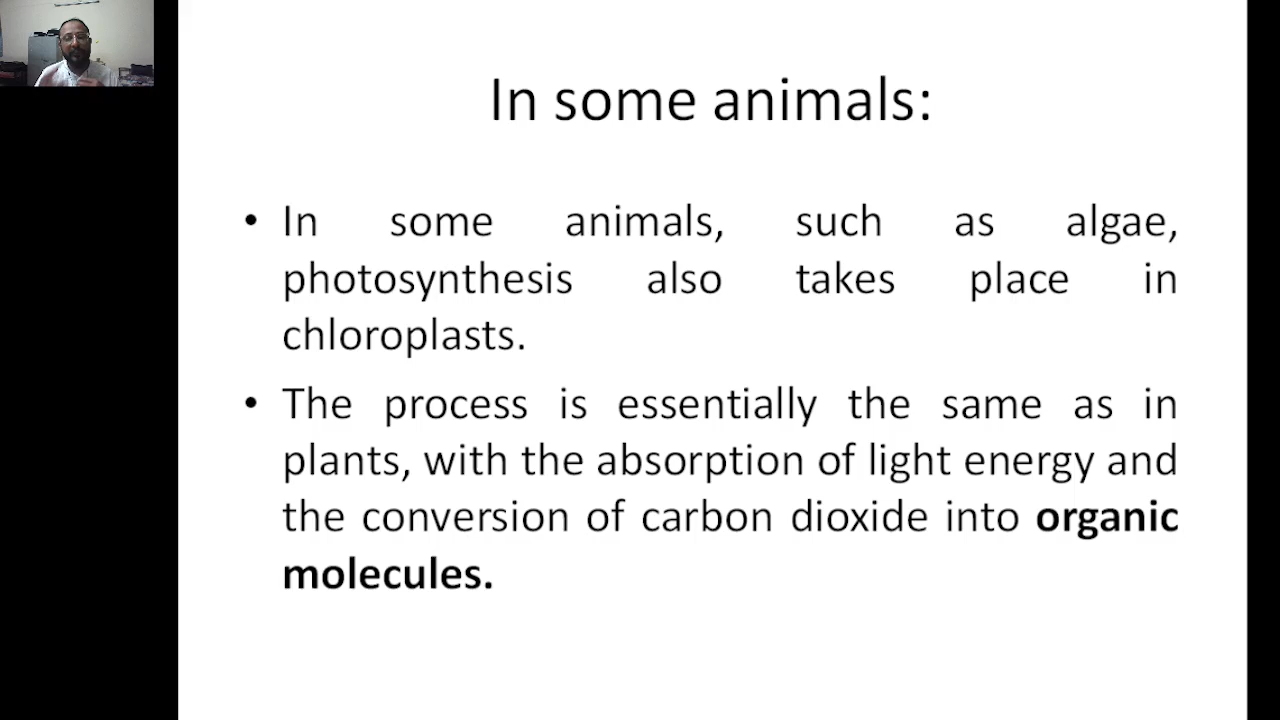 In some animals:
• In some animals, such as algae,
photosynthesis also takes place in
chloroplasts.
• The process is essentially the same as in
plants, with the absorption of light energy and
the conversion of carbon dioxide into organic
molecules.